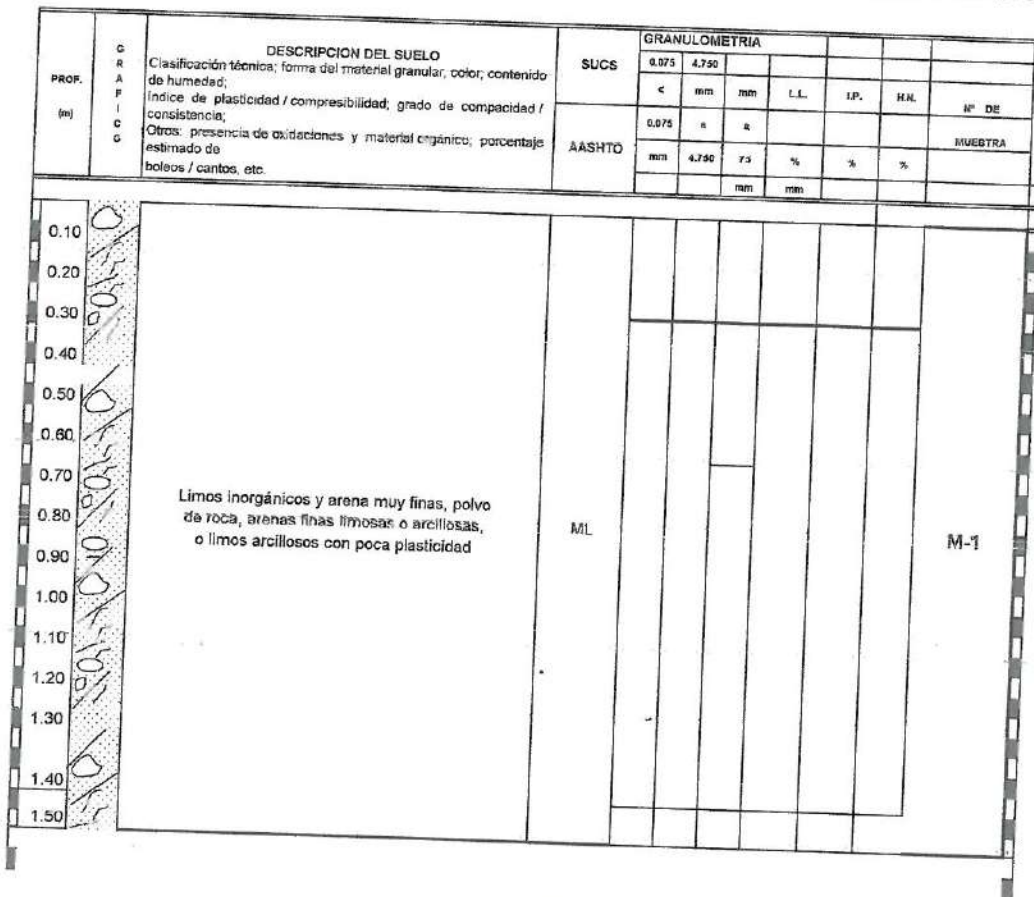 PROF.
(m)
G
R
A
F
I
C
O
DESCRIPCION DEL SUELO
Clasificación técnica; forma del material granular, color; contenido
de humedad;
Índice de plasticidad / compresibilidad; grado de compacidad /
consistencia;
Otros: presencia de oxidaciones y material orgánico; porcentaje
estimado de
boleos / cantos, etc.
SUCS
AASHTO
GRANULOMETRIA
0.075 4.750
< mm mm L.L. I.P. H.N.
0.075 a a
mm 4.750 75 % % %
mm mm
N° DE
MUESTRA
0.10
0.20
0.30
0.40
0.50
0.60
0.70
0.80
0.90
1.00
1.10
1.20
1.30
1.40
1.50
Limos inorgánicos y arena muy finas, polvo
de roca, arenas finas limosas o arcillosas,
o limos arcillosos con poca plasticidad
ML
M-1